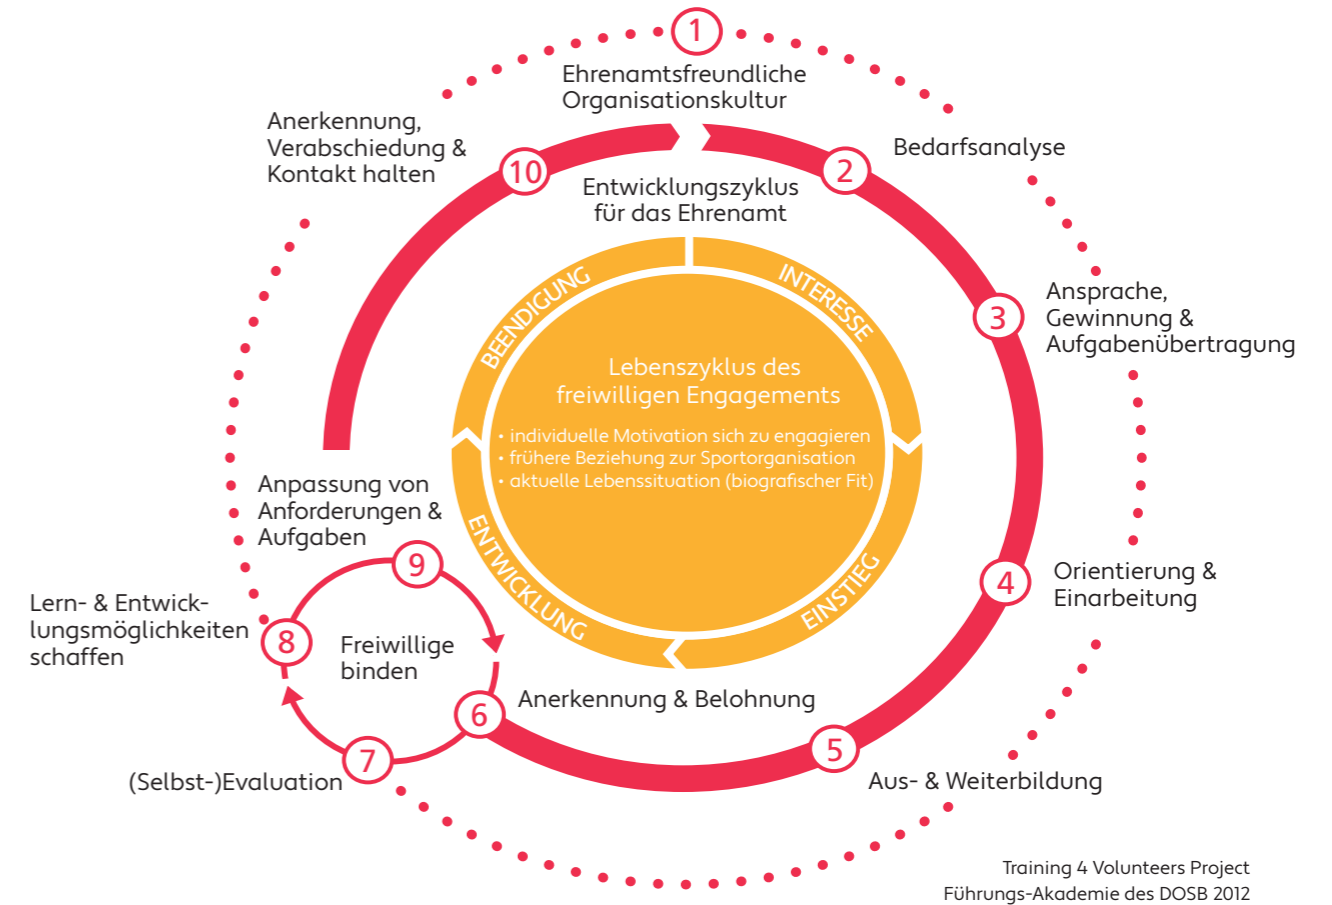 1
Ehrenamtsfreundliche
Organisationskultur
Anerkennung,
Verabschiedung &
Kontakt halten
10
2
Bedarfsanalyse
Entwicklungszyklus
für das Ehrenamt
BEENDIGUNG
INTERESSE
3
Ansprache,
Gewinnung &
Aufgabenübertragung
Lebenszyklus des
freiwilligen Engagements
• individuelle Motivation sich zu engagieren
• frühere Beziehung zur Sportorganisation
• aktuelle Lebenssituation (biografischer Fit)
ENTWICKLUNG
EINSTIEG
4
Orientierung &
Einarbeitung
Anpassung von
Anforderungen &
Aufgaben
9
Lern- & Entwick-
lungsmöglichkeiten
schaffen
8
Freiwillige
binden
6
Anerkennung & Belohnung
7
(Selbst-)Evaluation
5
Aus- & Weiterbildung
Training 4 Volunteers Project
Führungs-Akademie des DOSB 2012